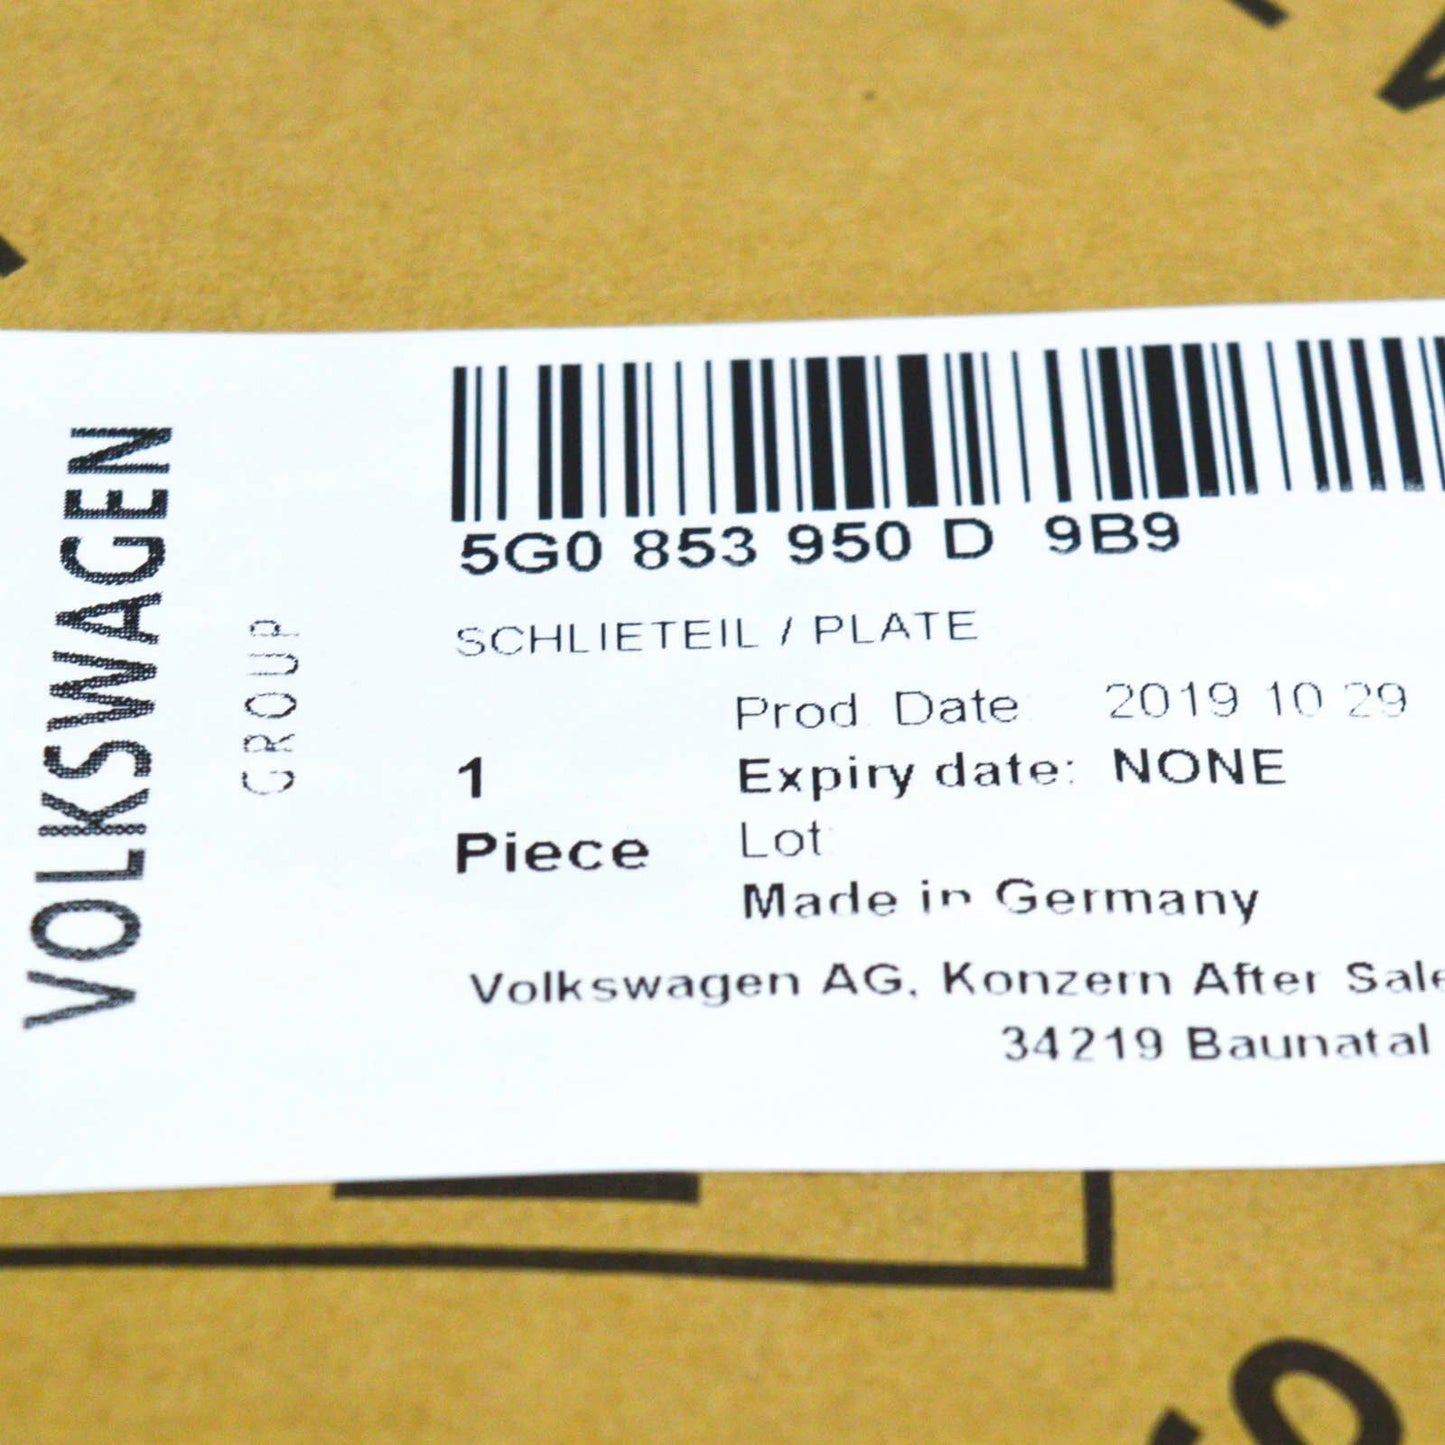 VOLKSWAGEN
GROUP
5G0 853 950 D 9B9
SCHLIETEIL / PLATE
Prod. Date 2019 10 29
1 Expiry date: NONE
Piece Lot
Made in Germany
Volkswagen AG, Konzern After
34219 Baunatal